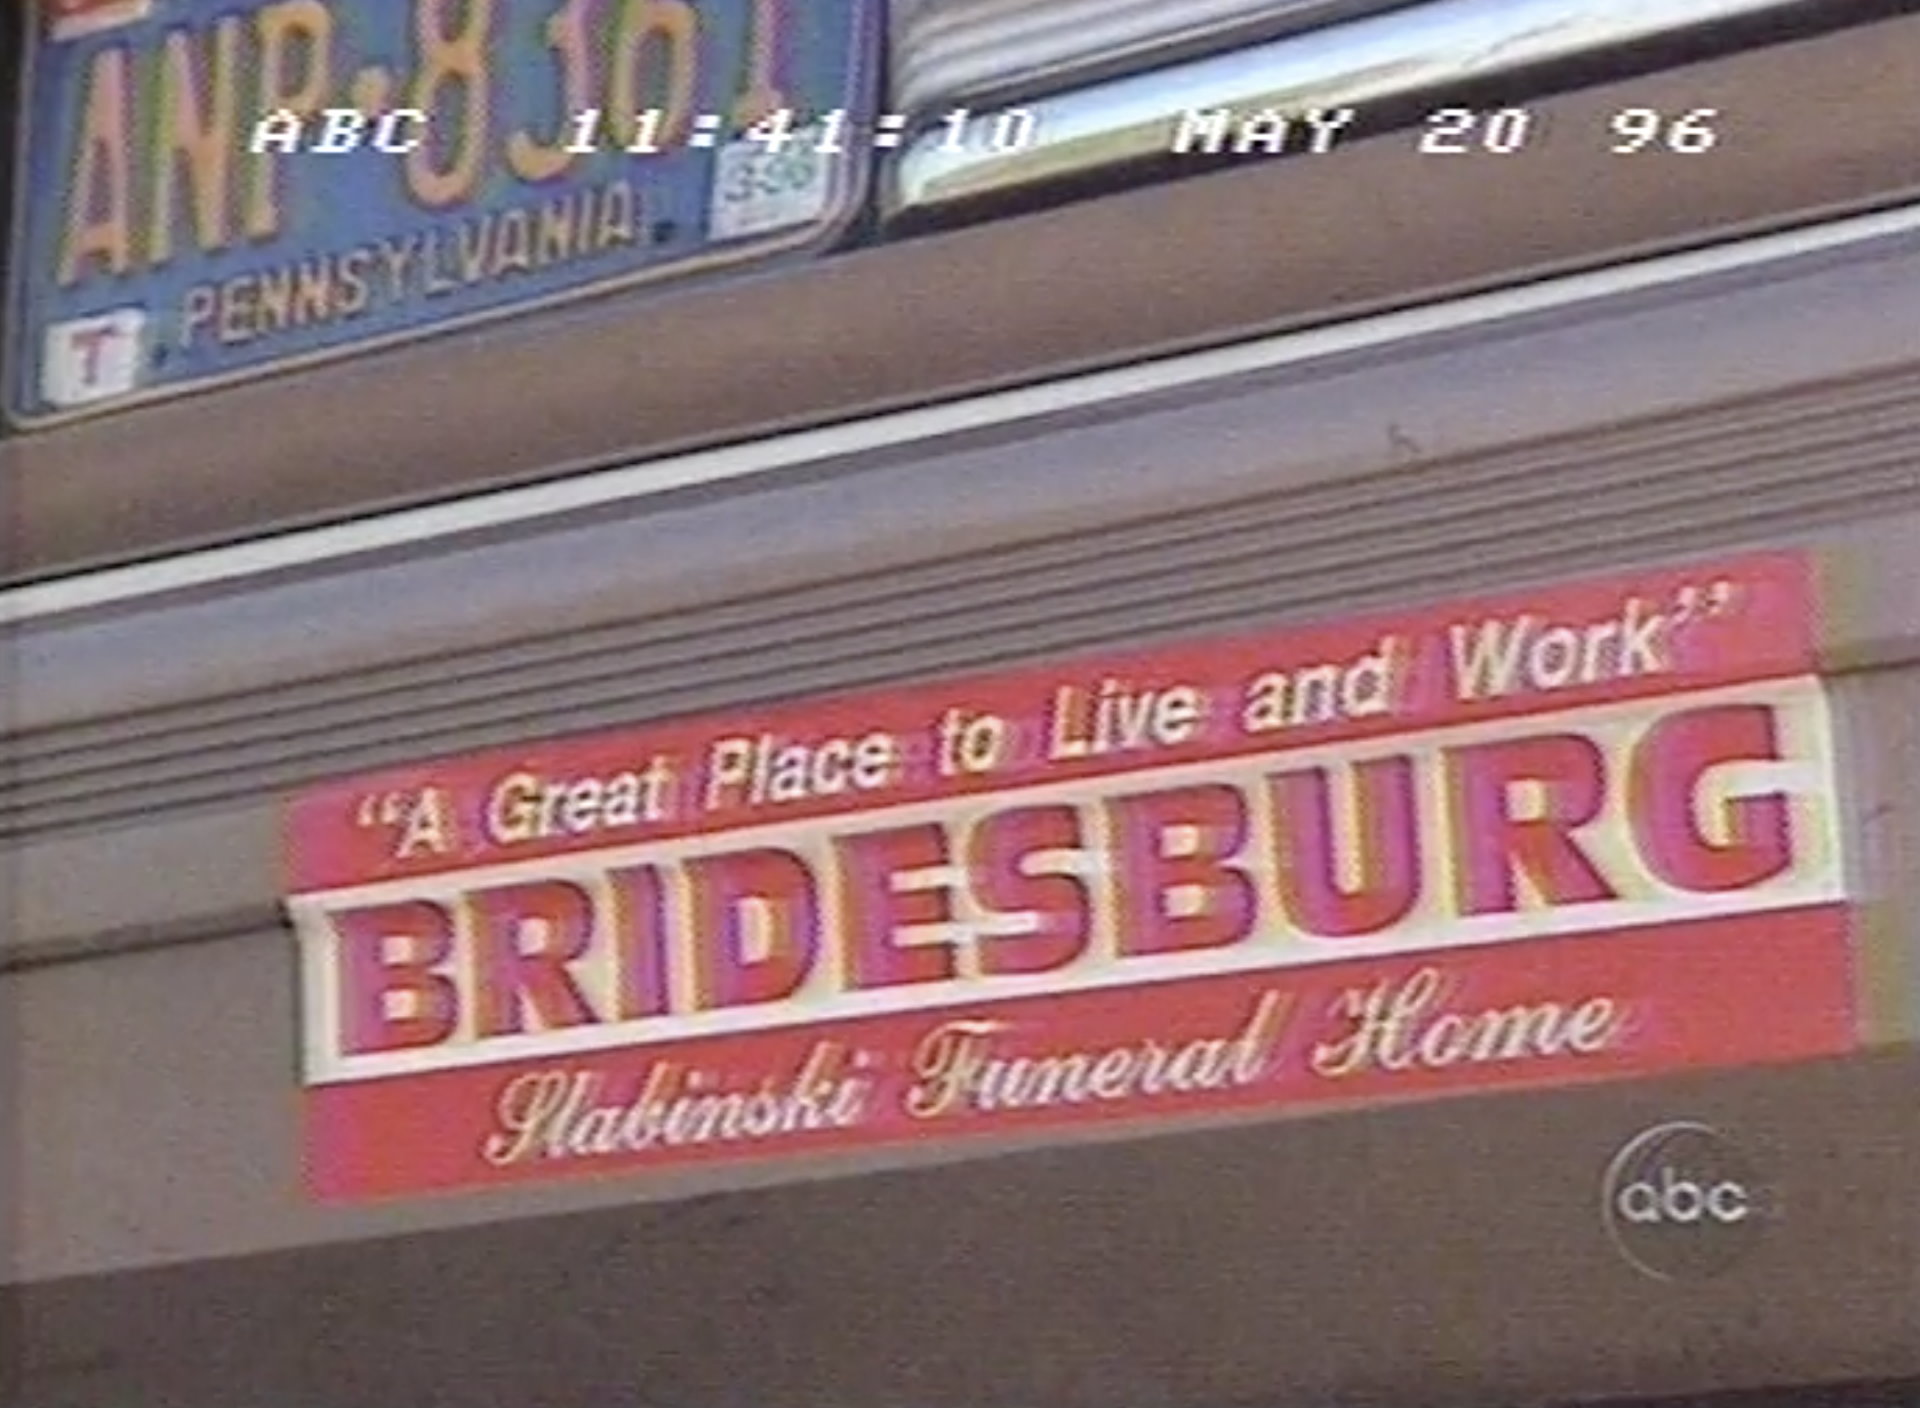 ANP·8361
ABC 11:41:10 MAY 20 96
PENNSYLVANIA
T
“A Great Place to Live and Work”
BRIDESBURG
Slabinski Funeral Home
abc